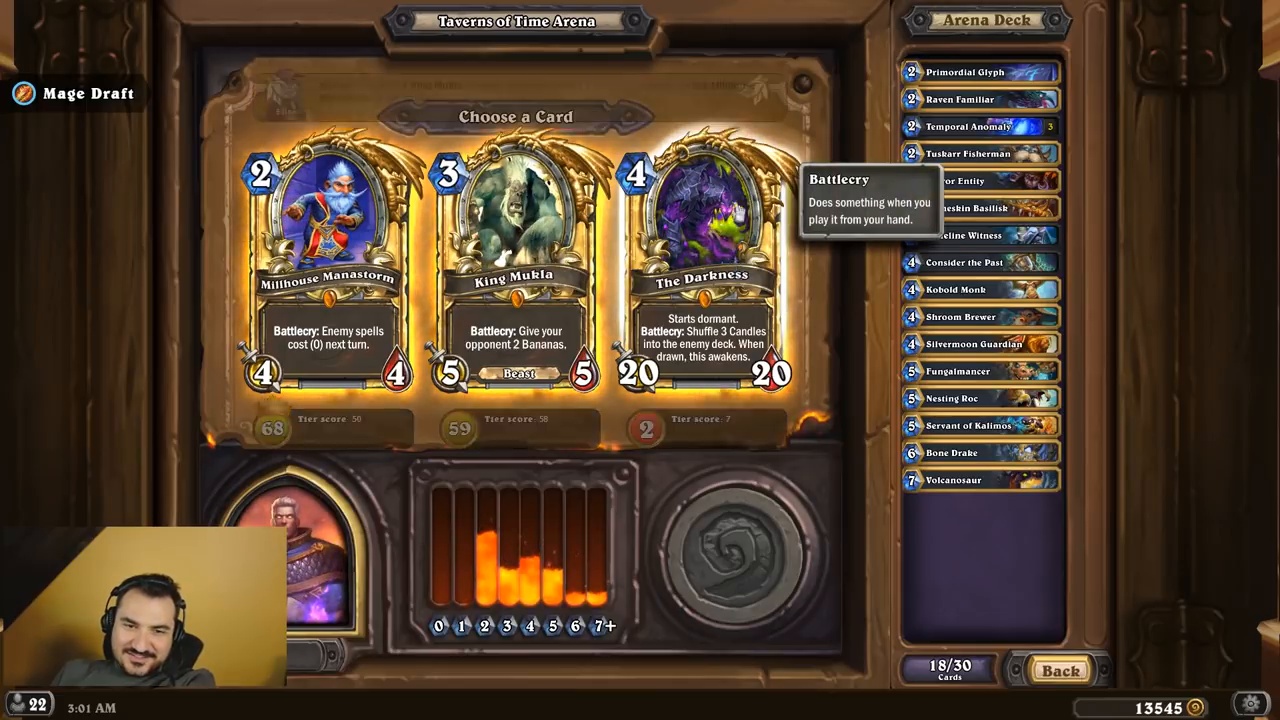 Taverns of Time Arena
Arena Deck
Mage Draft
Choose a Card
2
Millhouse Manastorm
Battlecry: Enemy spells
cost (0) next turn.
4
4
3
King Mukla
Battlecry: Give your
opponent 2 Bananas.
Beast
5
5
4
The Darkness
Starts dormant.
Battlecry: Shuffle 3 Candles
into the enemy deck. When
drawn, this awakens.
20
20
Battlecry
Does something when you
play it from your hand.
68
Tier score: 50
59
Tier score: 58
2
Tier score: 7
0 1 2 3 4 5 6 7+
2 Primordial Glyph
2 Raven Familiar
2 Temporal Anomaly 3
2 Tuskarr Fisherman
or Entity
eskin Basilisk
eline Witness
4 Consider the Past
4 Kobold Monk
4 Shroom Brewer
4 Silvermoon Guardian
5 Fungalmancer
5 Nesting Roc
5 Servant of Kalimos
6 Bone Drake
7 Volcanosaur
18/30
Cards
Back
22
3:01 AM
13545